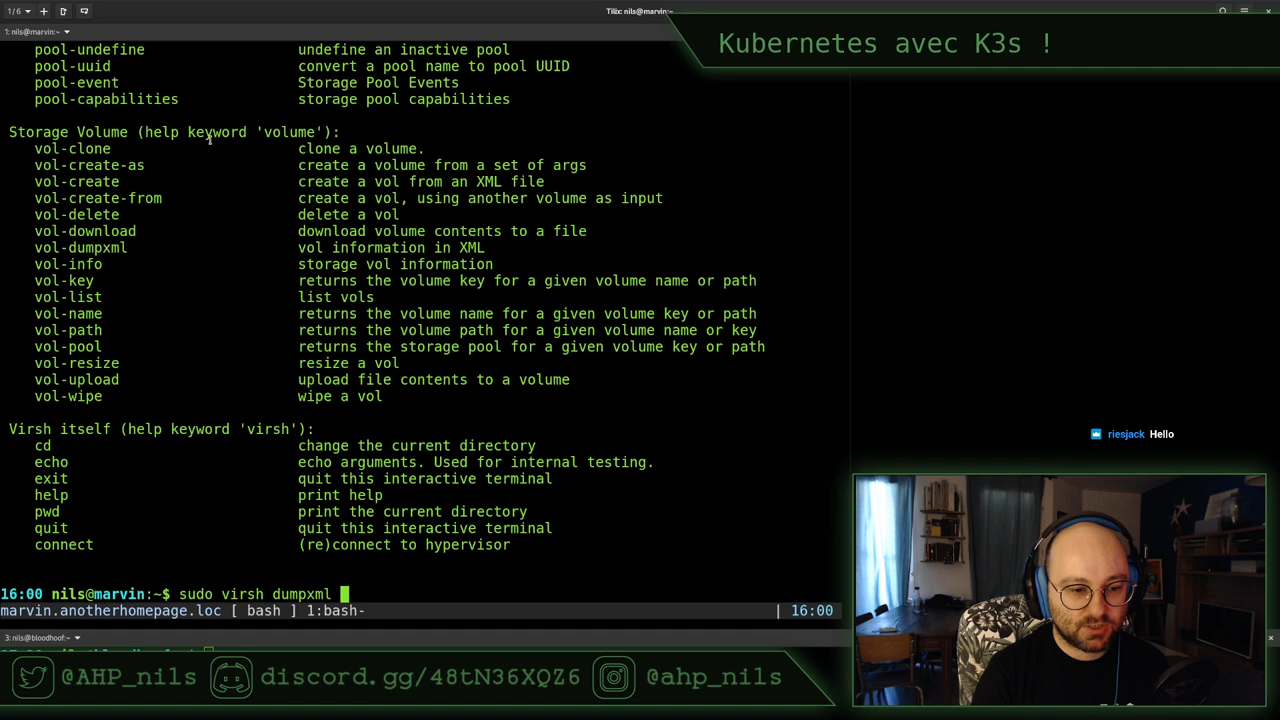 1 / 6
Tilix: nils@marvin:~
1: nils@marvin:~
Kubernetes avec K3s !
pool-undefine undefine an inactive pool
pool-uuid convert a pool name to pool UUID
pool-event Storage Pool Events
pool-capabilities storage pool capabilities
Storage Volume (help keyword 'volume'):
vol-clone clone a volume.
vol-create-as create a volume from a set of args
vol-create create a vol from an XML file
vol-create-from create a vol, using another volume as input
vol-delete delete a vol
vol-download download volume contents to a file
vol-dumpxml vol information in XML
vol-info storage vol information
vol-key returns the volume key for a given volume name or path
vol-list list vols
vol-name returns the volume name for a given volume key or path
vol-path returns the volume path for a given volume name or key
vol-pool returns the storage pool for a given volume key or path
vol-resize resize a vol
vol-upload upload file contents to a volume
vol-wipe wipe a vol
Virsh itself (help keyword 'virsh'):
cd change the current directory
echo echo arguments. Used for internal testing.
exit quit this interactive terminal
help print help
pwd print the current directory
quit quit this interactive terminal
connect (re)connect to hypervisor
riesjack Hello
16:00 nils@marvin:~$ sudo virsh dumpxml
marvin.anotherhomepage.loc [ bash ] 1:bash- | 16:00
3: nils@bloodhoof:~
@AHP_nils discord.gg/48tN36XQZ6 @ahp_nils